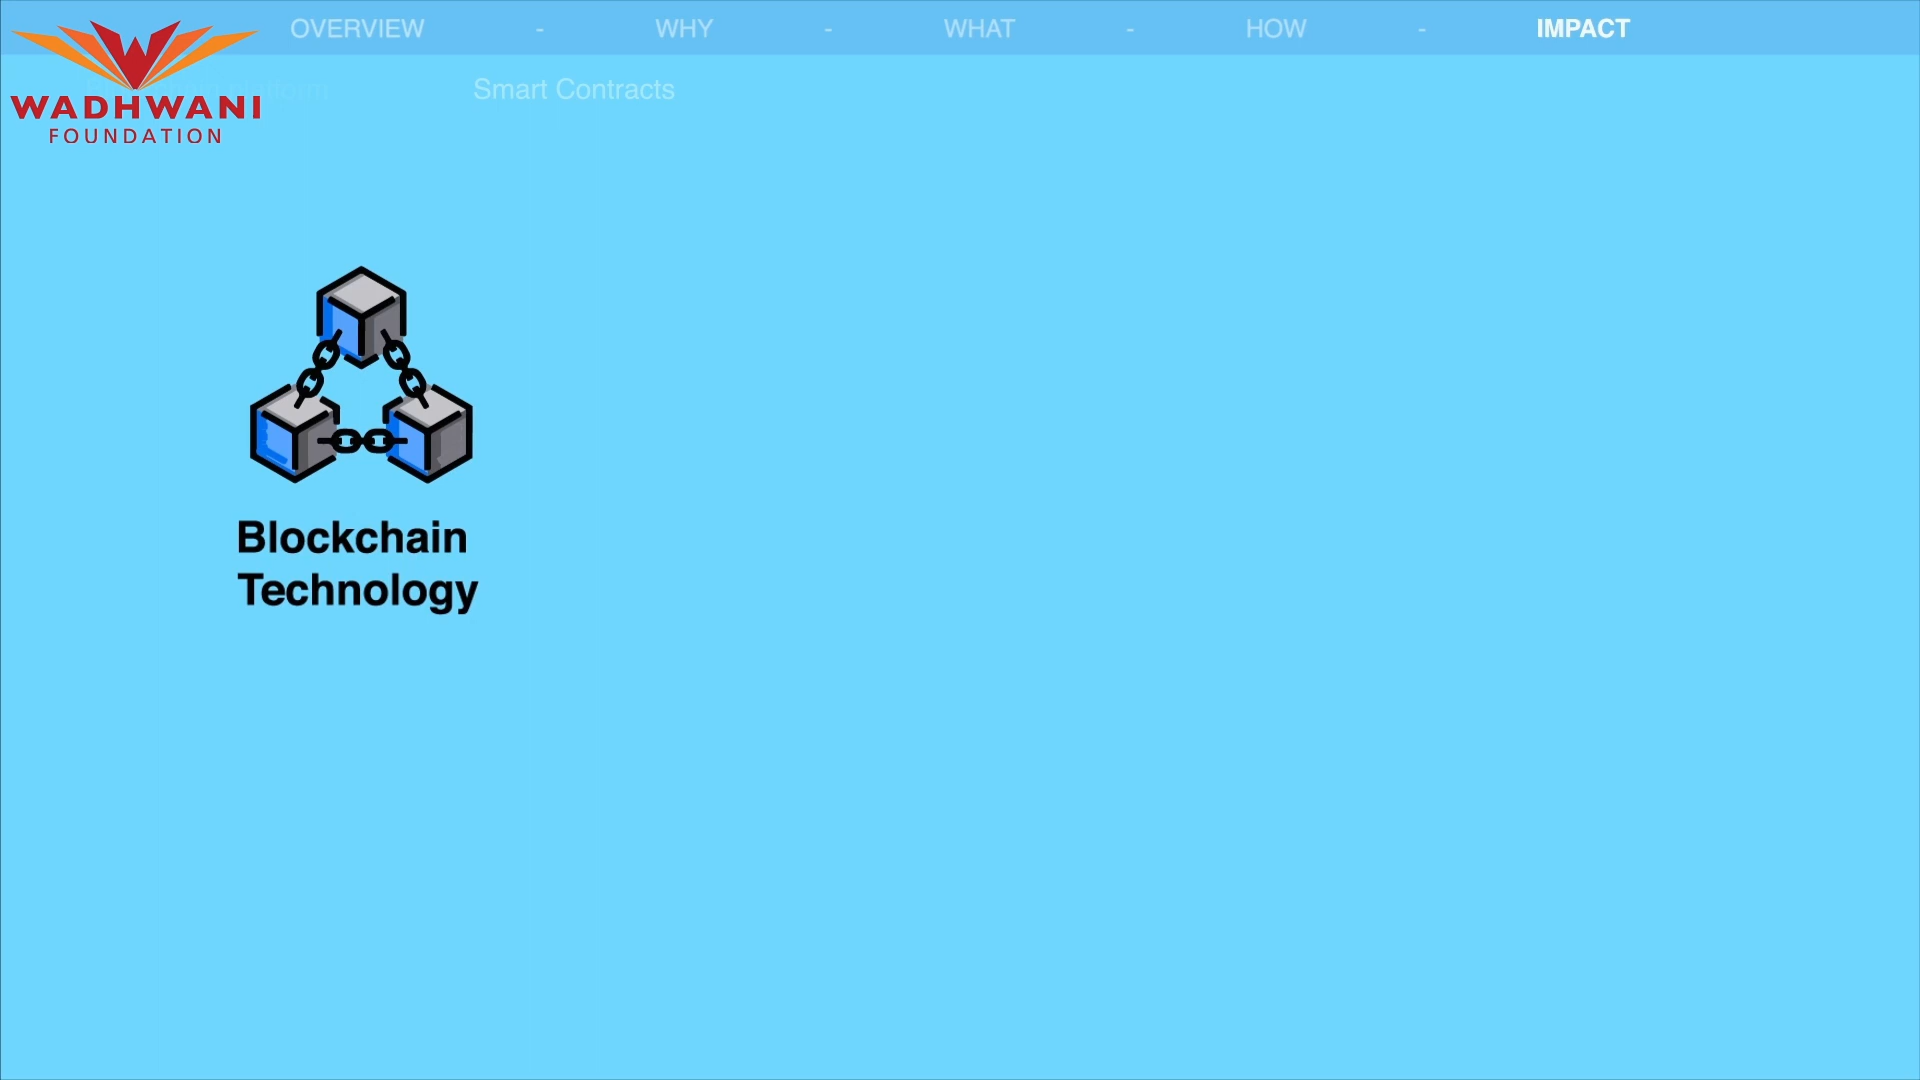 OVERVIEW - WHY - WHAT - HOW - IMPACT
Smart Contracts
WADHWANI
FOUNDATION
Blockchain
Technology